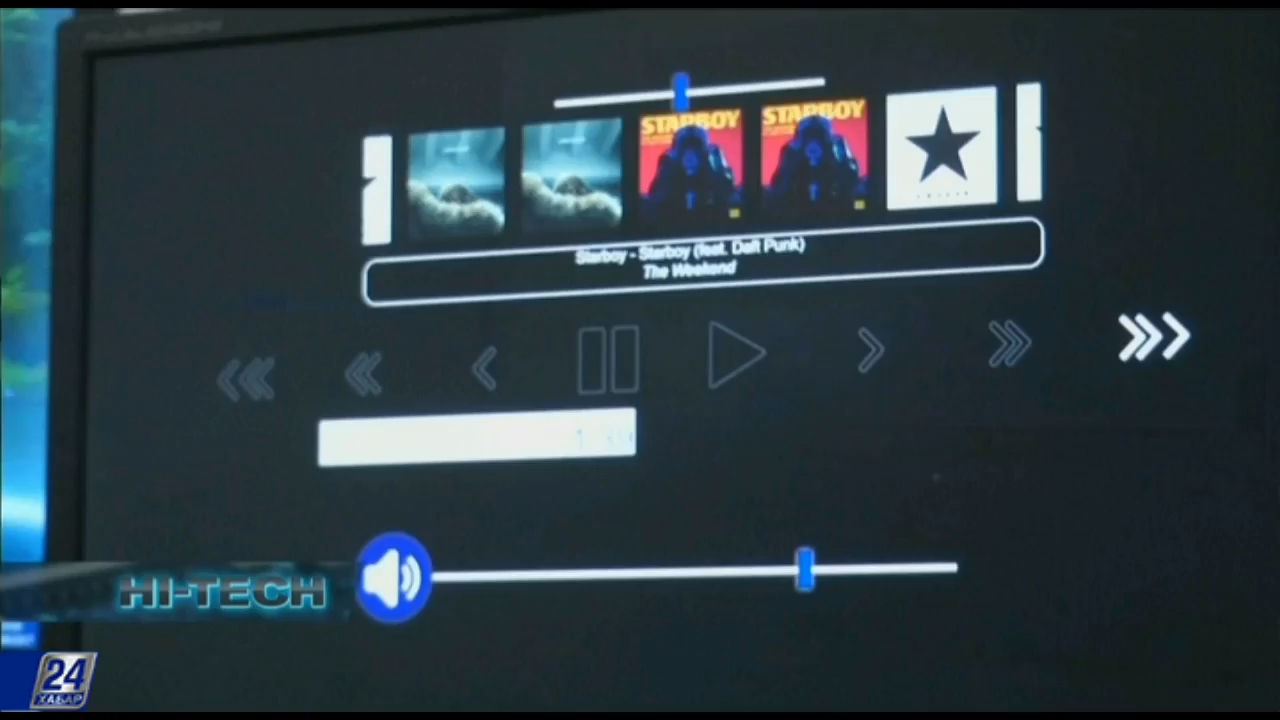 STARBOY
STARBOY
Starboy - Starboy (feat. Daft Punk)
The Weekend
HI-TECH
24
ХАБАР